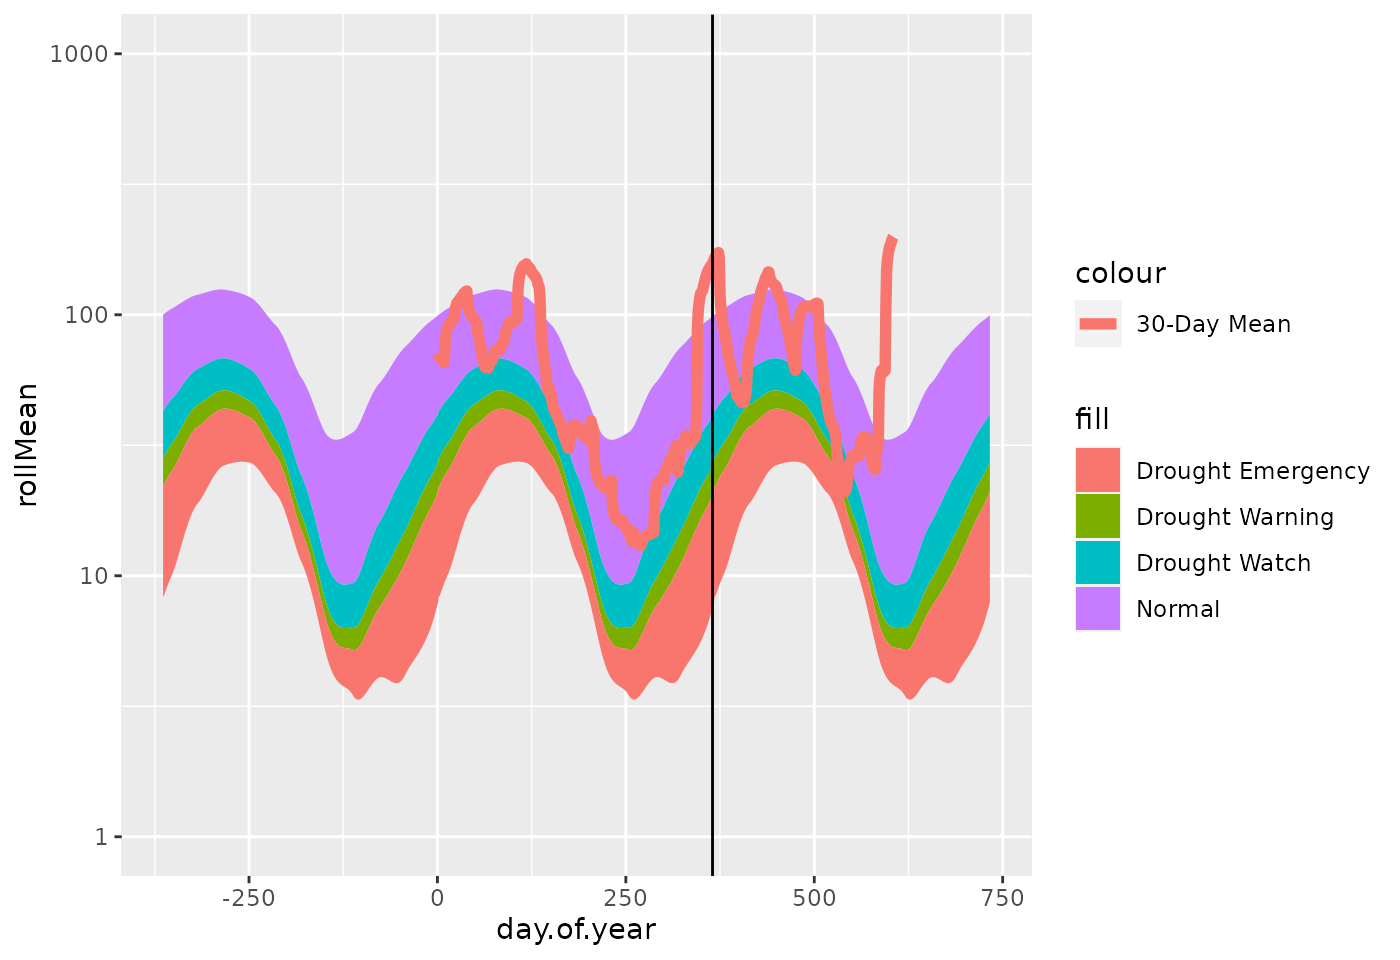 1000
100
10
1
rollMean
-250
0
250
500
750
day.of.year
colour
30-Day Mean
fill
Drought Emergency
Drought Warning
Drought Watch
Normal